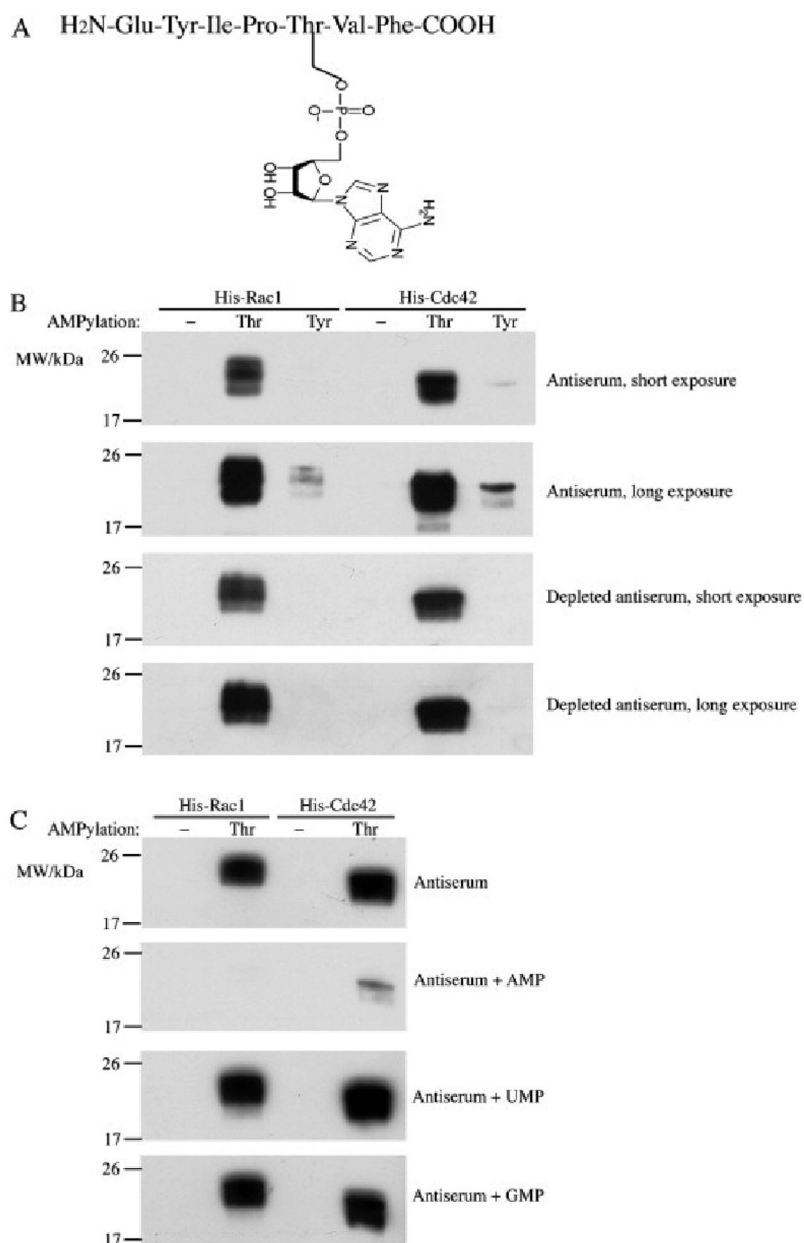 A H2N-Glu-Tyr-Ile-Pro-Thr-Val-Phe-COOH
O
O- P O
O
OH O
OH N N NH2
N N
B His-Rac1 His-Cdc42
AMPylation: – Thr Tyr – Thr Tyr
MW/kDa 26
Antiserum, short exposure
17
26
Antiserum, long exposure
17
26
Depleted antiserum, short exposure
17
26
Depleted antiserum, long exposure
17
C His-Rac1 His-Cdc42
AMPylation: – Thr – Thr
MW/kDa 26
Antiserum
17
26
Antiserum + AMP
17
26
Antiserum + UMP
17
26
Antiserum + GMP
17